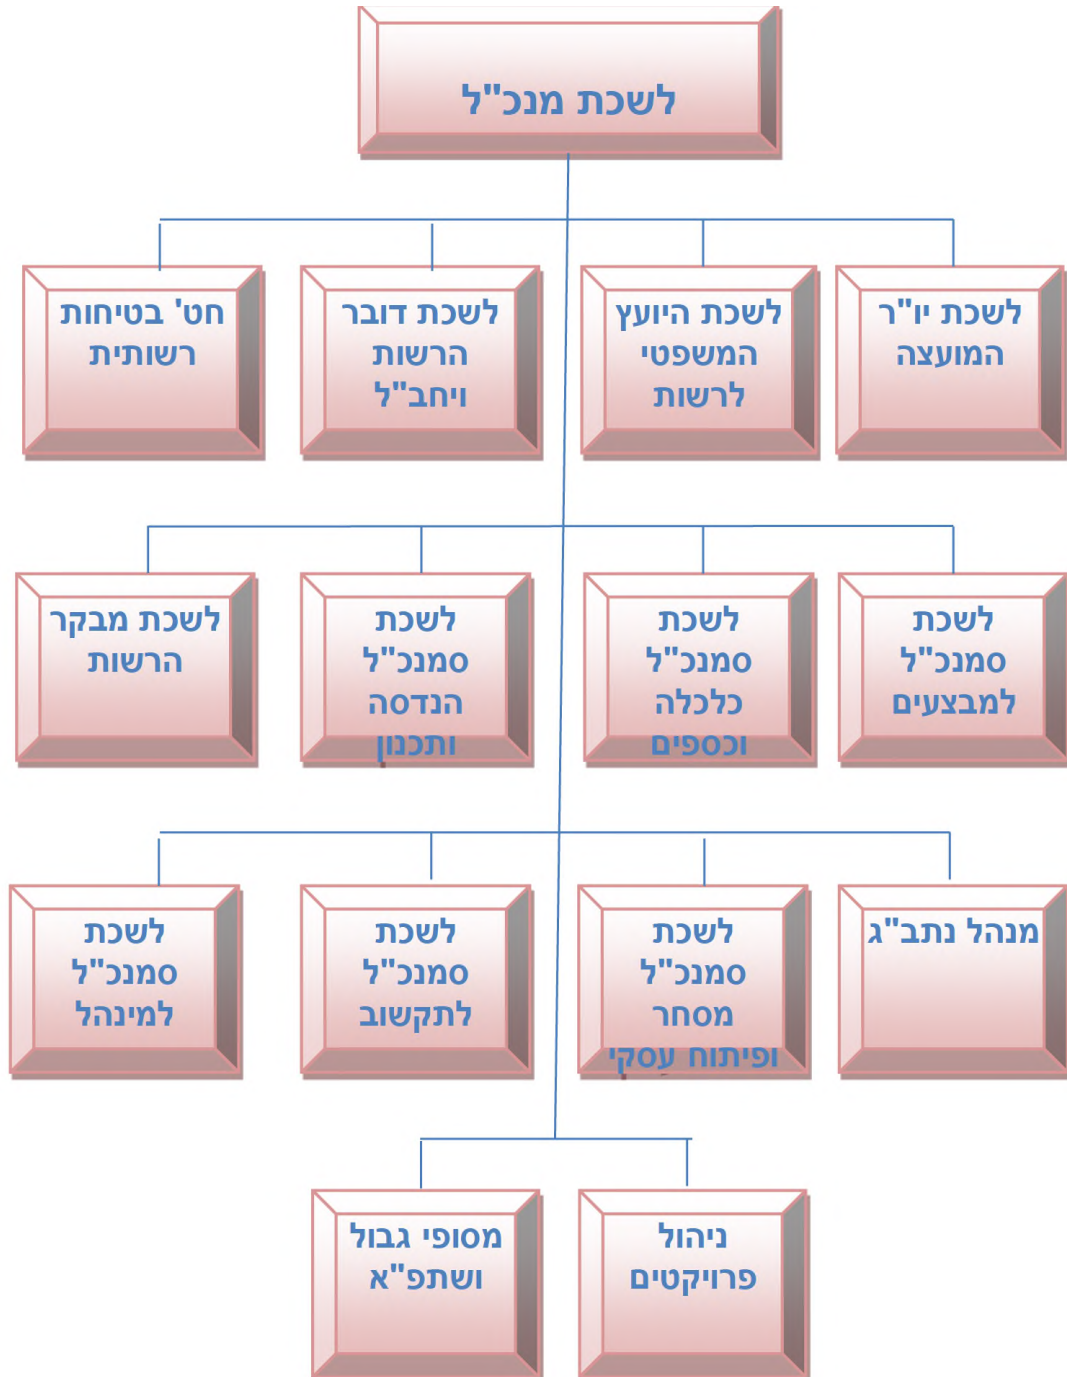 לשכת מנכ"ל
לשכת יו"ר
המועצה
לשכת היועץ
המשפטי
לרשות
לשכת דובר
הרשות
ויחב"ל
חט' בטיחות
רשותית
לשכת
סמנכ"ל
למבצעים
לשכת
סמנכ"ל
כלכלה
וכספים
לשכת
סמנכ"ל
הנדסה
ותכנון
לשכת מבקר
הרשות
מנהל נתב"ג
לשכת
סמנכ"ל
מסחר
ופיתוח עסקי
לשכת
סמנכ"ל
לתקשוב
לשכת
סמנכ"ל
למינהל
ניהול
פרויקטים
מסופי גבול
ושתפ"א